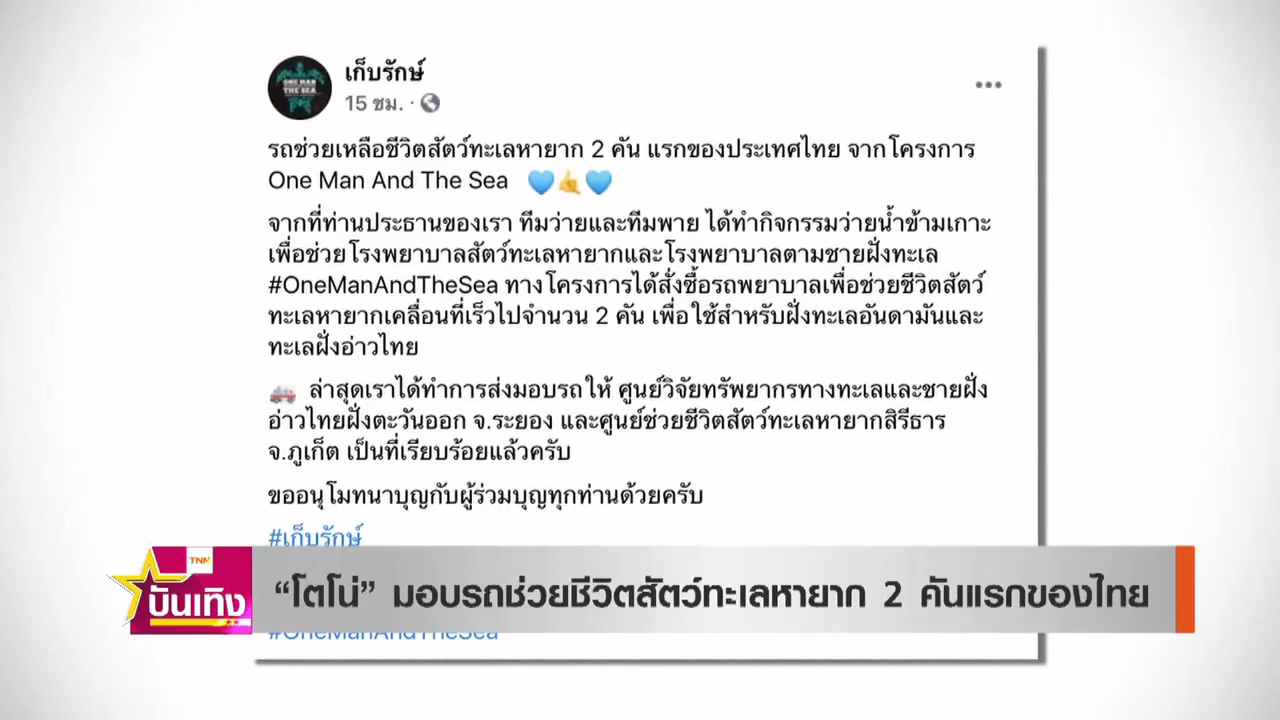 ONE MAN
THE SEA
เก็บรักษ์
15 ชม. ·
รถช่วยเหลือชีวิตสัตว์ทะเลหายาก 2 คัน แรกของประเทศไทย จากโครงการ
One Man And The Sea 💙🤙💙
จากที่ท่านประธานของเรา ทีมว่ายและทีมพาย ได้ทำกิจกรรมว่ายน้ำข้ามเกาะ
เพื่อช่วยโรงพยาบาลสัตว์ทะเลหายากและโรงพยาบาลตามชายฝั่งทะเล
#OneManAndTheSea ทางโครงการได้สั่งซื้อรถพยาบาลเพื่อช่วยชีวิตสัตว์
ทะเลหายากเคลื่อนที่เร็วไปจำนวน 2 คัน เพื่อใช้สำหรับฝั่งทะเลอันดามันและ
ทะเลฝั่งอ่าวไทย
🚑 ล่าสุดเราได้ทำการส่งมอบรถให้ ศูนย์วิจัยทรัพยากรทางทะเลและชายฝั่ง
อ่าวไทยฝั่งตะวันออก จ.ระยอง และศูนย์ช่วยชีวิตสัตว์ทะเลหายากสิรีธาร
จ.ภูเก็ต เป็นที่เรียบร้อยแล้วครับ
ขออนุโมทนาบุญกับผู้ร่วมบุญทุกท่านด้วยครับ
#เก็บรักษ์
TNN
บันเทิง
“โตโน่” มอบรถช่วยชีวิตสัตว์ทะเลหายาก 2 คันแรกของไทย
#OneManAndTheSea